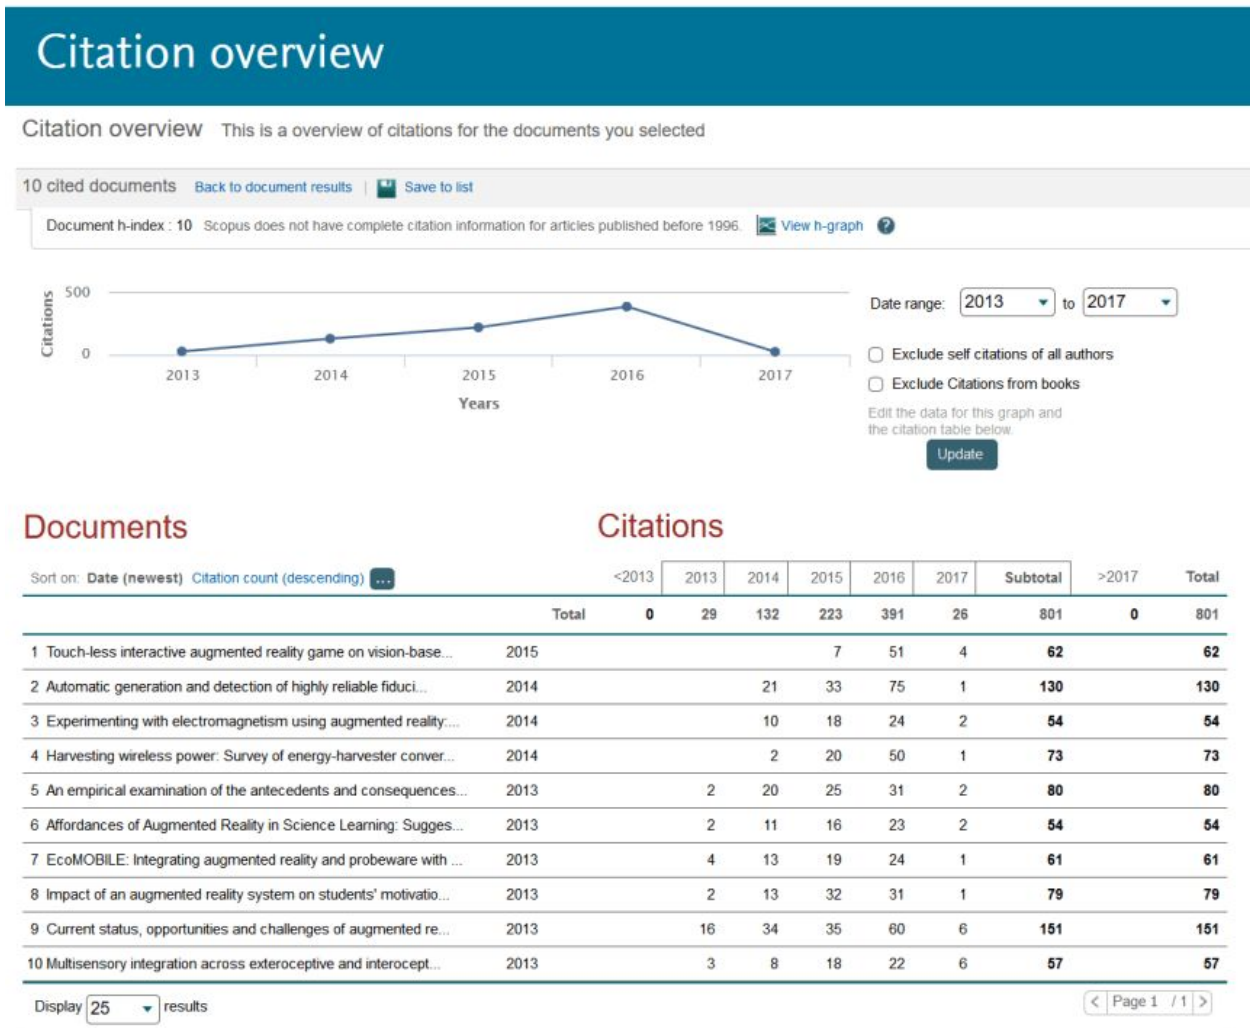 Citation overview
Citation overview This is a overview of citations for the documents you selected
10 cited documents Back to document results | Save to list
Document h-index : 10 Scopus does not have complete citation information for articles published before 1996. View h-graph ?
Citations
500
0
2013 2014 2015 2016 2017
Years
Date range: 2013 to 2017
Exclude self citations of all authors
Exclude Citations from books
Edit the data for this graph and
the citation table below.
Update
Documents Citations
Sort on: Date (newest) Citation count (descending) ... <2013 2013 2014 2015 2016 2017 Subtotal >2017 Total
Total 0 29 132 223 391 26 801 0 801
1 Touch-less interactive augmented reality game on vision-base... 2015 7 51 4 62 62
2 Automatic generation and detection of highly reliable fiduci... 2014 21 33 75 1 130 130
3 Experimenting with electromagnetism using augmented reality:... 2014 10 18 24 2 54 54
4 Harvesting wireless power: Survey of energy-harvester conver... 2014 2 20 50 1 73 73
5 An empirical examination of the antecedents and consequences... 2013 2 20 25 31 2 80 80
6 Affordances of Augmented Reality in Science Learning: Sugges... 2013 2 11 16 23 2 54 54
7 EcoMOBILE: Integrating augmented reality and probeware with ... 2013 4 13 19 24 1 61 61
8 Impact of an augmented reality system on students' motivatio... 2013 2 13 32 31 1 79 79
9 Current status, opportunities and challenges of augmented re... 2013 16 34 35 60 6 151 151
10 Multisensory integration across exteroceptive and interocept... 2013 3 8 18 22 6 57 57
Display 25 results < Page 1 / 1 >